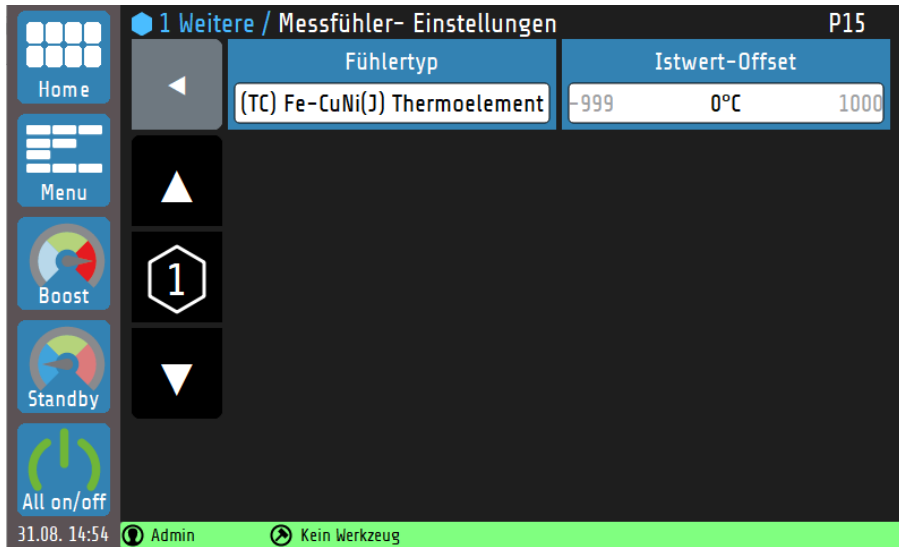 1 Weitere / Messfühler- Einstellungen P15
Home
Menu
Boost
Standby
All on/off
31.08. 14:54
Fühlertyp
(TC) Fe-CuNi(J) Thermoelement
Istwert-Offset
-999 0°C 1000
1
Admin
Kein Werkzeug